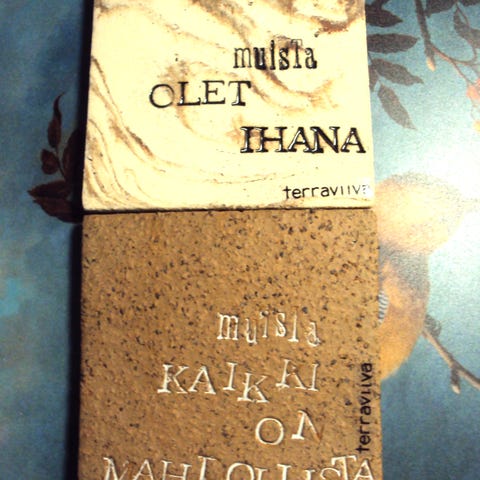 muista
OLET
IHANA
terraviiva
muista
KAIKKI
ON
MAHDOLLISTA
terraviiva